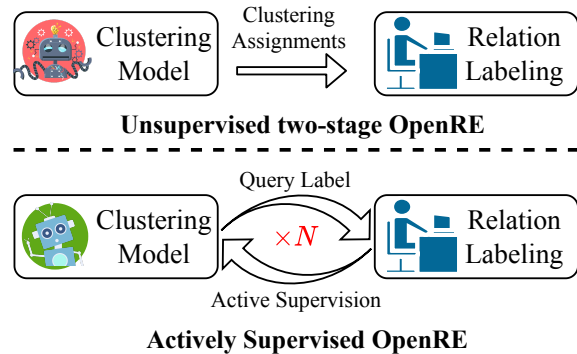 Clustering
Model
Clustering
Assignments
Relation
Labeling
Unsupervised two-stage OpenRE
Clustering
Model
Query Label
×N
Active Supervision
Relation
Labeling
Actively Supervised OpenRE